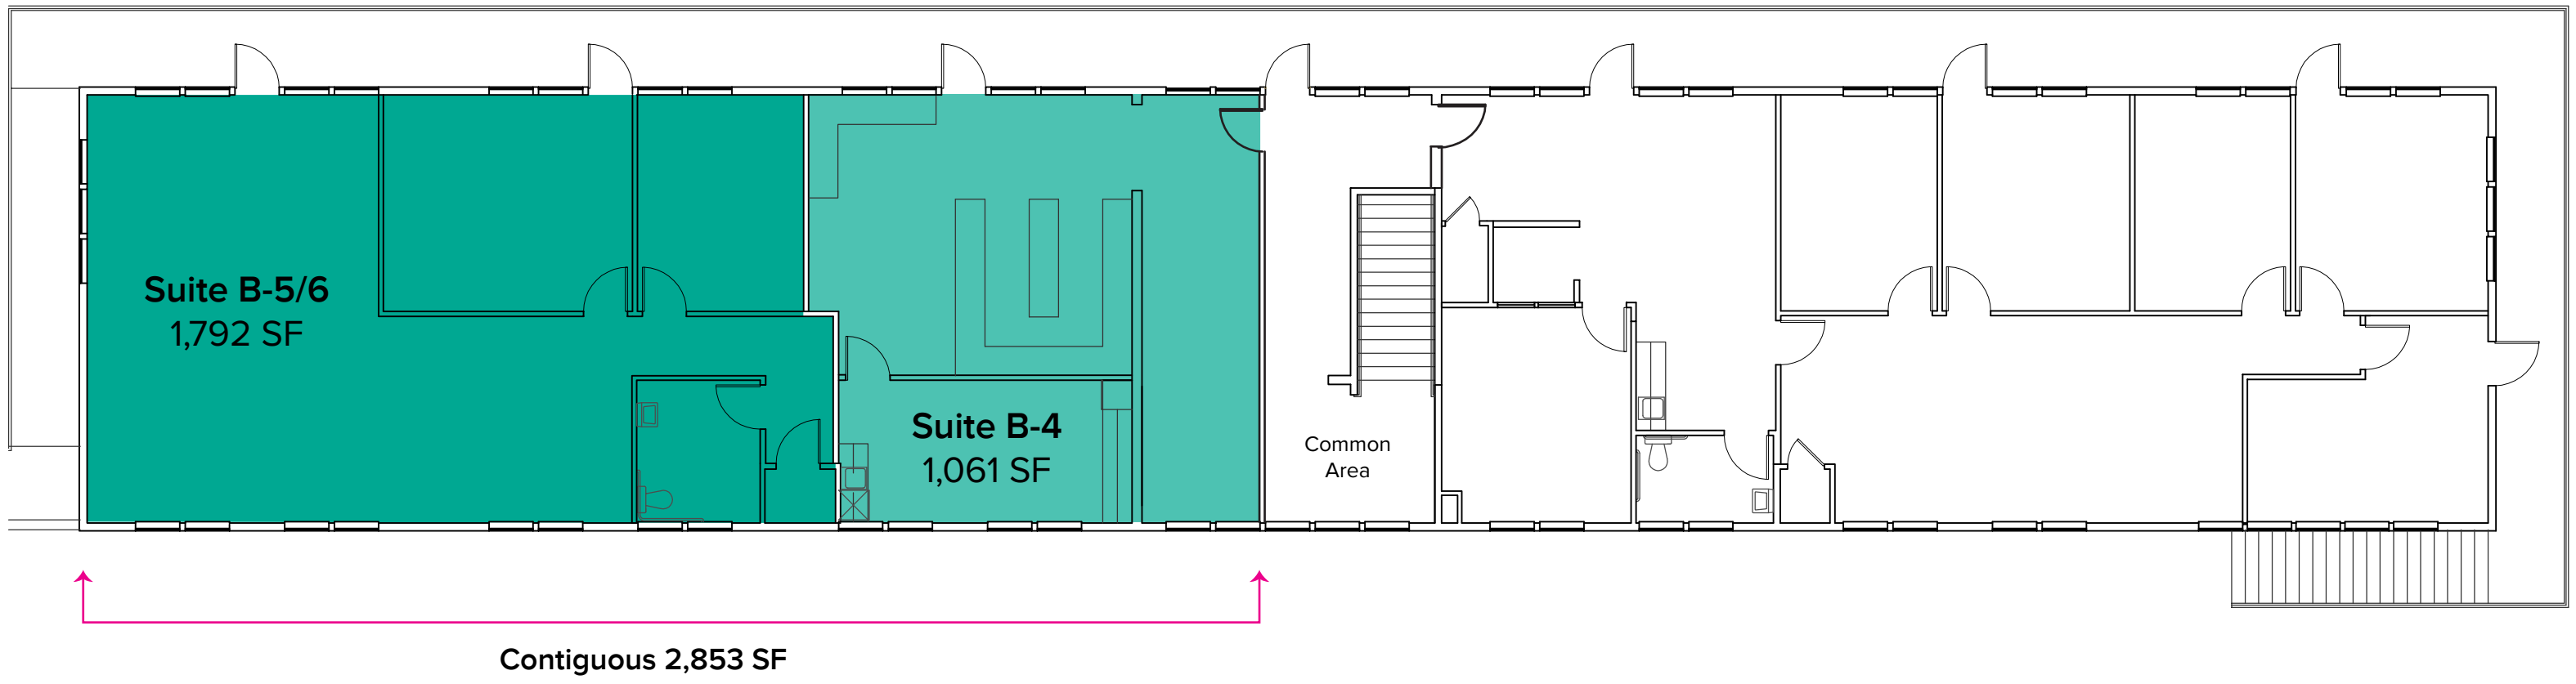 Suite B-5/6
1,792 SF
Suite B-4
1,061 SF
Common
Area
Contiguous 2,853 SF